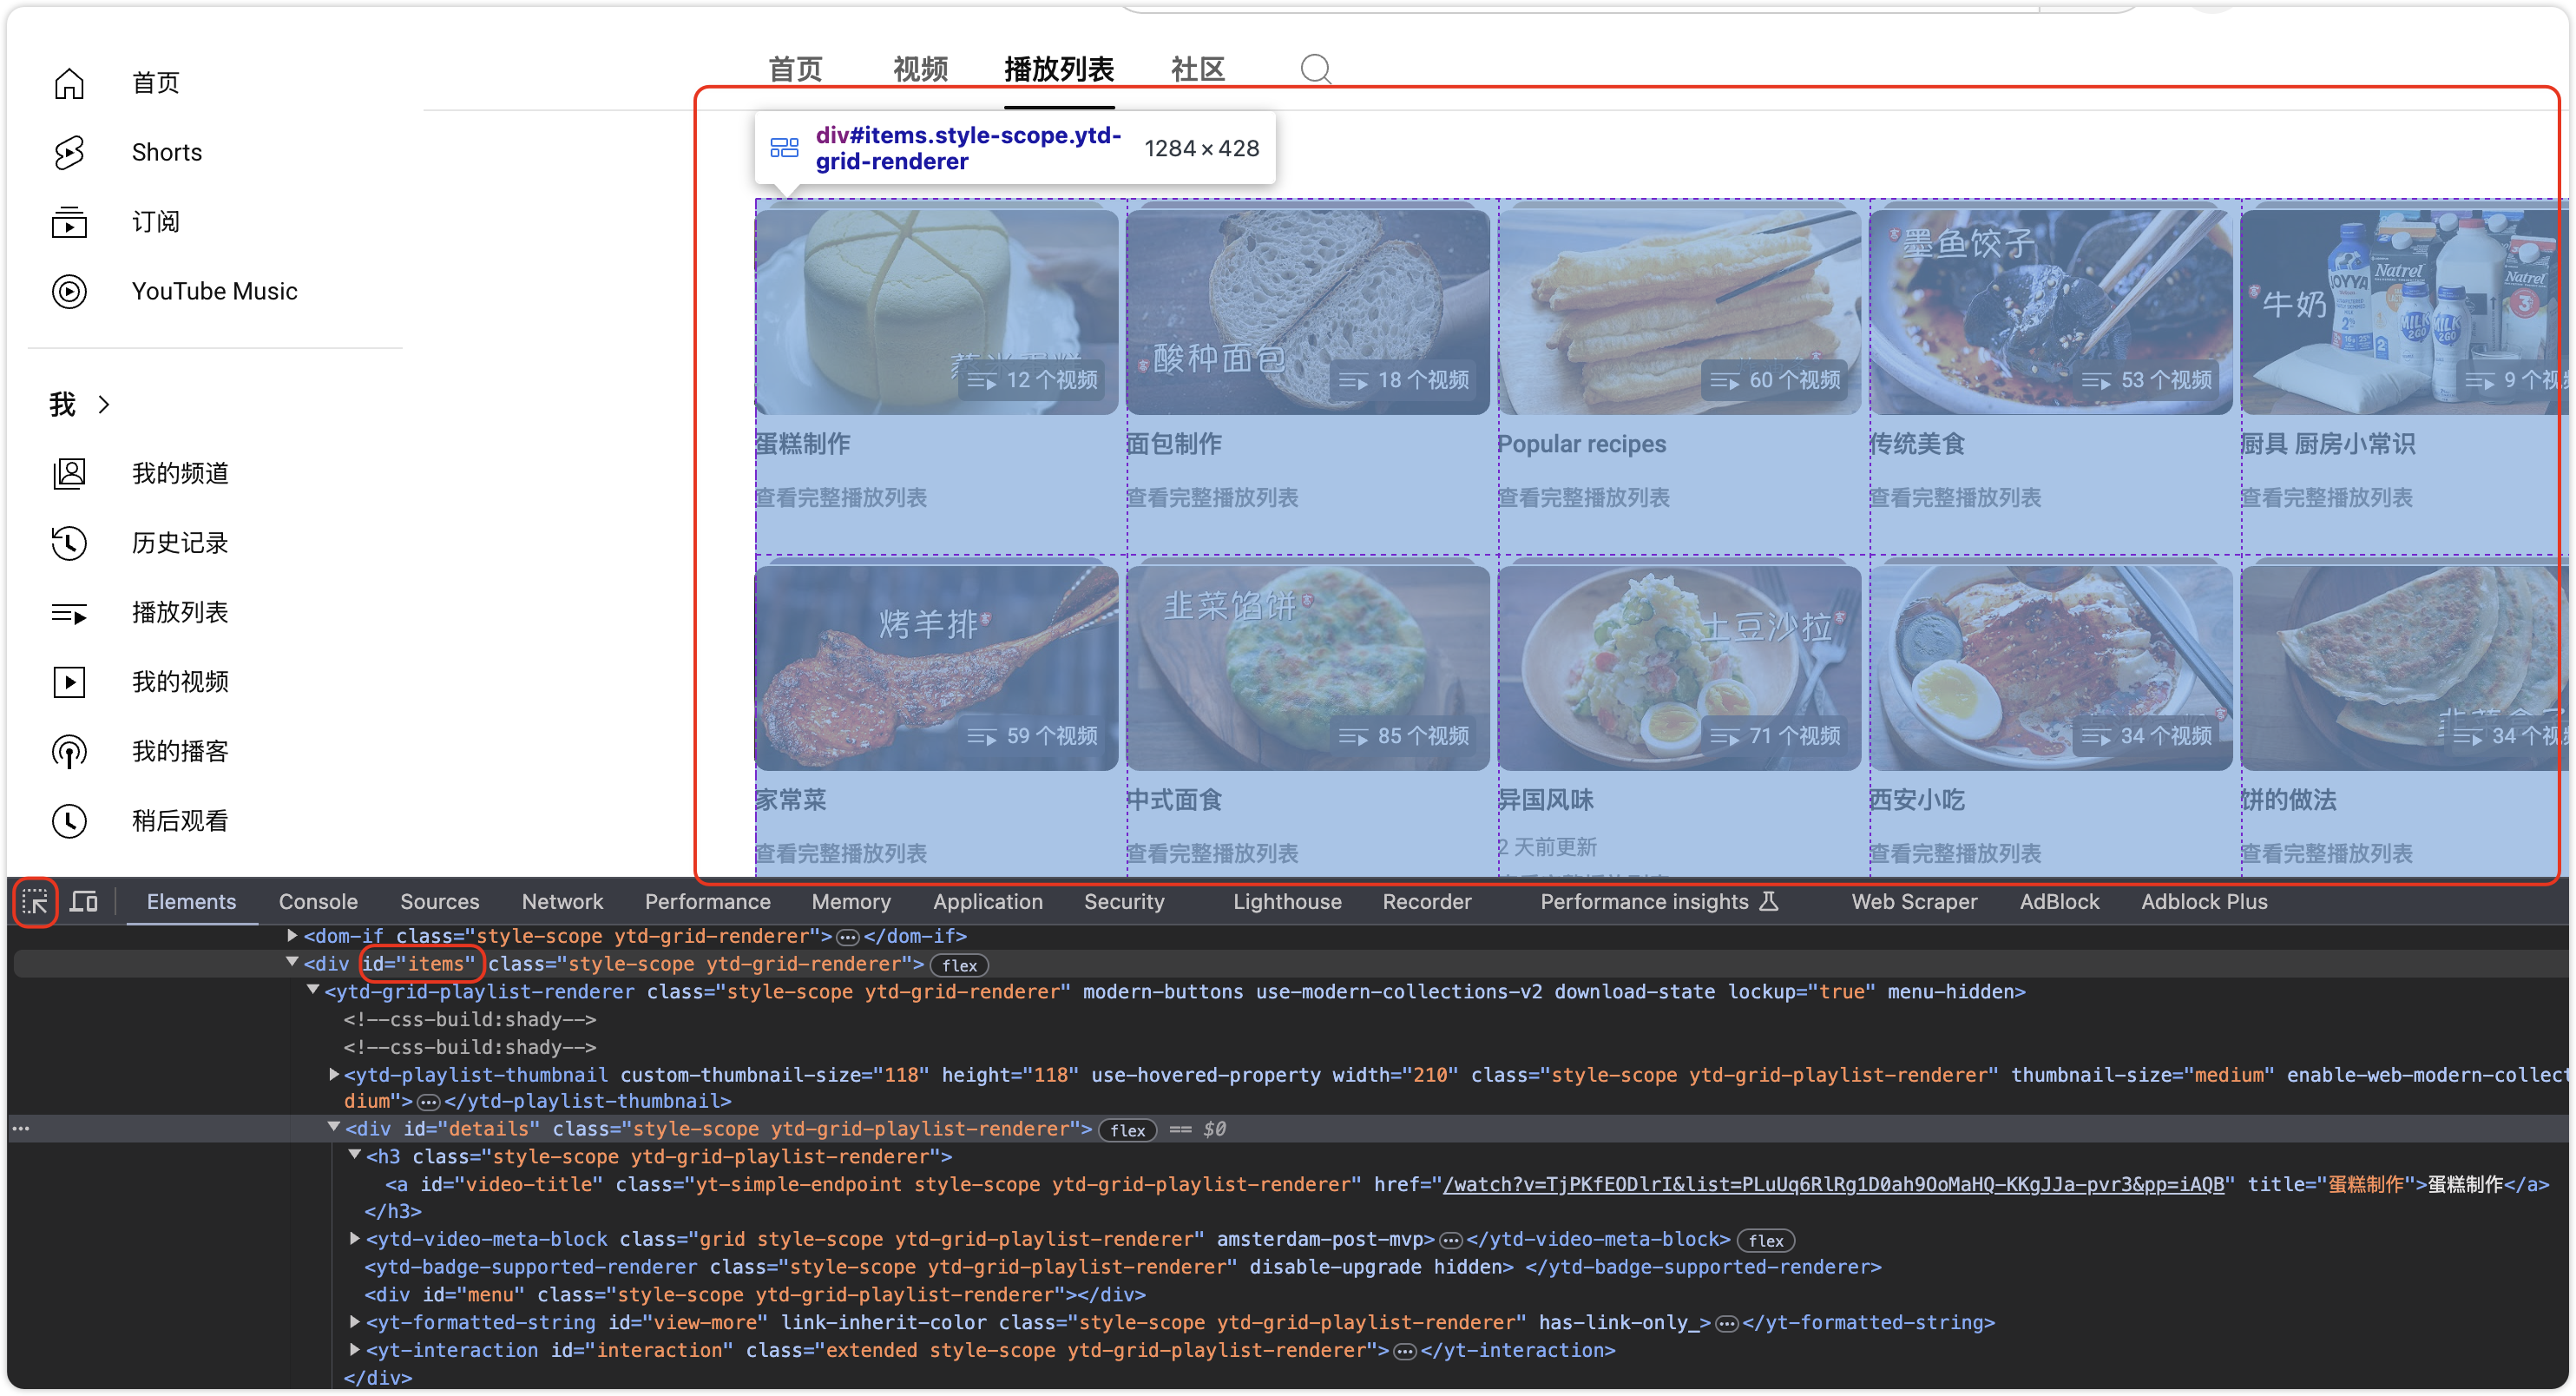 首页
视频
播放列表
社区
首页
Shorts
订阅
YouTube Music
我
我的频道
历史记录
播放列表
我的视频
我的播客
稍后观看
div#items.style-scope.ytd-
grid-renderer
1284×428
12 个视频
酸种面包
18 个视频
60 个视频
墨鱼饺子
53 个视频
牛奶
JOYYA
Natrel
Natrel
2%
MILK
2GO
MILK
2GO
3
9 个视
蛋糕制作
面包制作
Popular recipes
传统美食
厨具 厨房小常识
查看完整播放列表
查看完整播放列表
查看完整播放列表
查看完整播放列表
查看完整播放列表
烤羊排
59 个视频
韭菜馅饼
85 个视频
土豆沙拉
71 个视频
34 个视频
34 个视
家常菜
中式面食
异国风味
西安小吃
饼的做法
查看完整播放列表
查看完整播放列表
2 天前更新
查看完整播放列表
查看完整播放列表
Elements Console Sources Network Performance Memory Application Security Lighthouse Recorder Performance insights Web Scraper AdBlock Adblock Plus
<dom-if class="style-scope ytd-grid-renderer">…</dom-if>
<div id="items" class="style-scope ytd-grid-renderer"> flex
<ytd-grid-playlist-renderer class="style-scope ytd-grid-renderer" modern-buttons use-modern-collections-v2 download-state lockup="true" menu-hidden>
<!--css-build:shady-->
<!--css-build:shady-->
<ytd-playlist-thumbnail custom-thumbnail-size="118" height="118" use-hovered-property width="210" class="style-scope ytd-grid-playlist-renderer" thumbnail-size="medium" enable-web-modern-collect
dium">…</ytd-playlist-thumbnail>
<div id="details" class="style-scope ytd-grid-playlist-renderer"> flex == $0
<h3 class="style-scope ytd-grid-playlist-renderer">
<a id="video-title" class="yt-simple-endpoint style-scope ytd-grid-playlist-renderer" href="/watch?v=TjPKfEODlrI&list=PLuUq6RlRg1D0ah9OoMaHQ-KKgJJa-pvr3&pp=iAQB" title="蛋糕制作">蛋糕制作</a>
</h3>
<ytd-video-meta-block class="grid style-scope ytd-grid-playlist-renderer" amsterdam-post-mvp>…</ytd-video-meta-block> flex
<ytd-badge-supported-renderer class="style-scope ytd-grid-playlist-renderer" disable-upgrade hidden> </ytd-badge-supported-renderer>
<div id="menu" class="style-scope ytd-grid-playlist-renderer"></div>
<yt-formatted-string id="view-more" link-inherit-color class="style-scope ytd-grid-playlist-renderer" has-link-only_>…</yt-formatted-string>
<yt-interaction id="interaction" class="extended style-scope ytd-grid-playlist-renderer">…</yt-interaction>
</div>